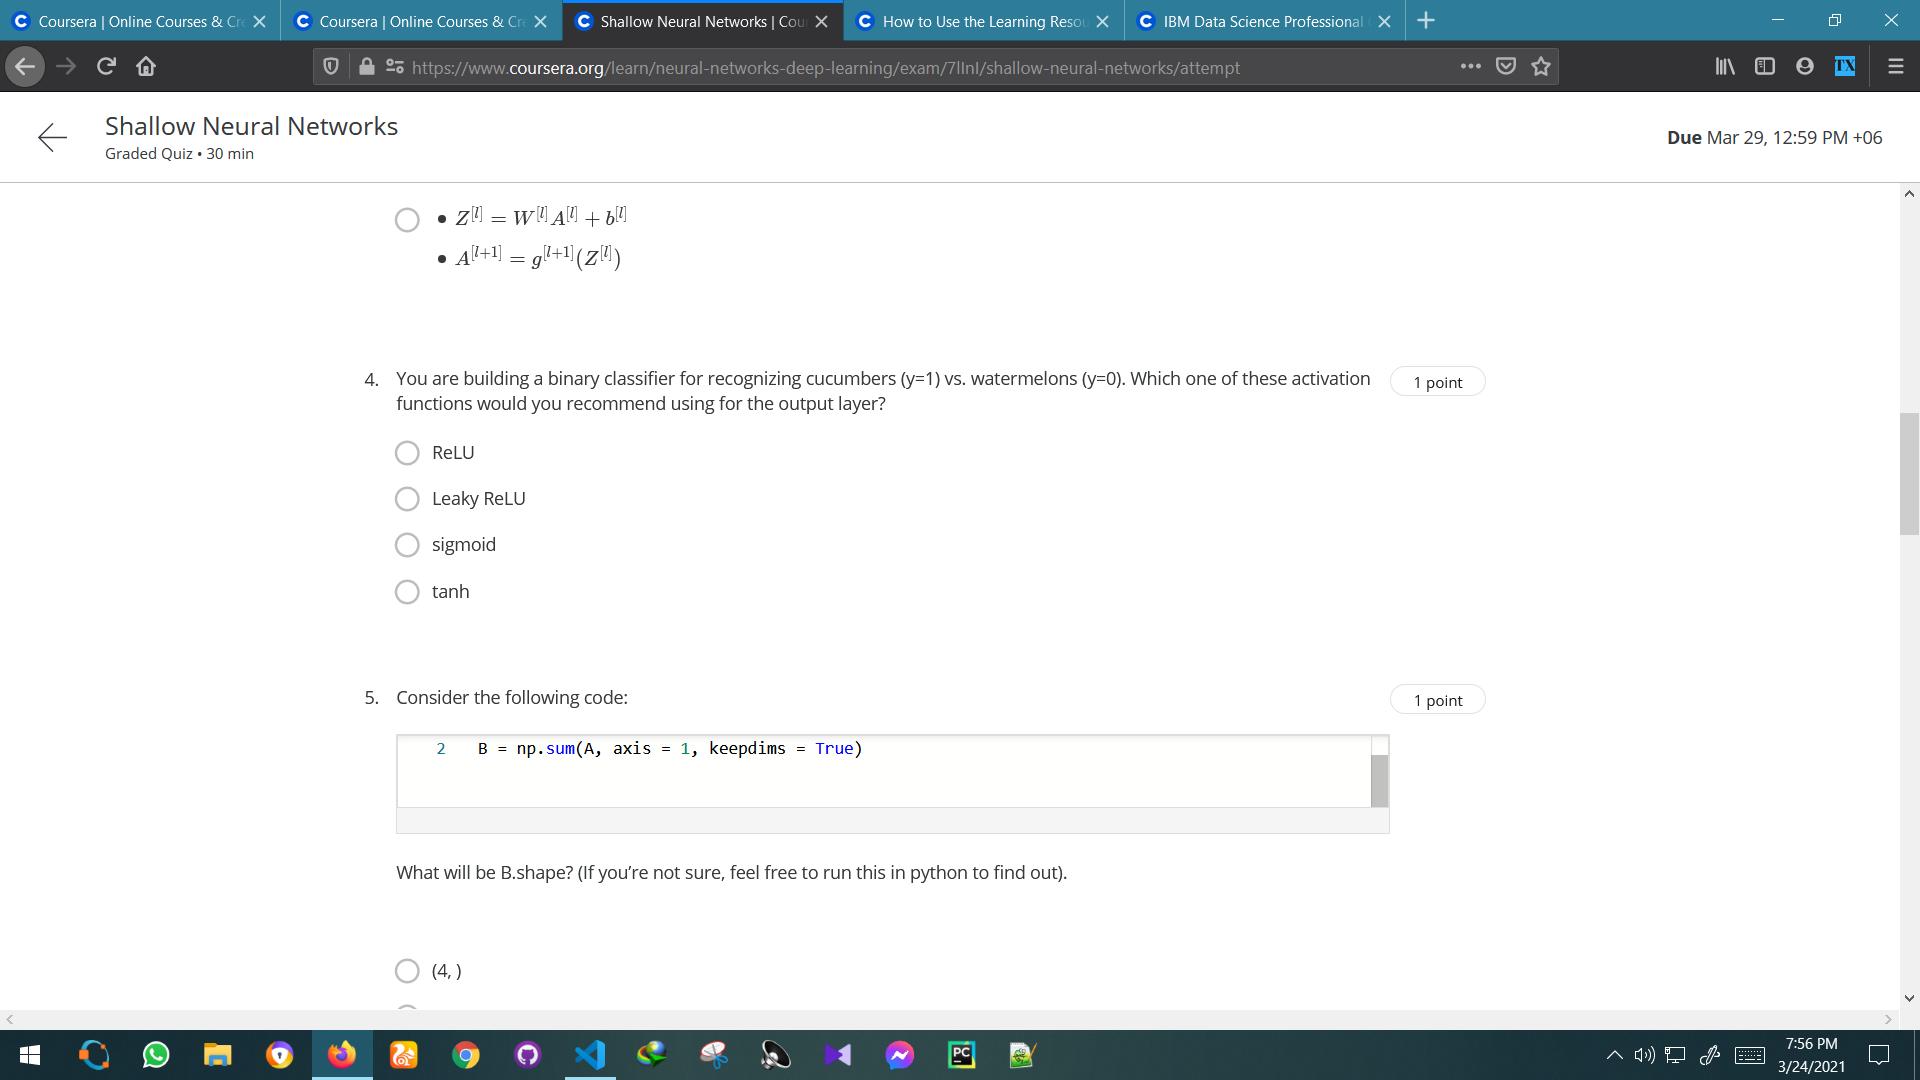 Coursera | Online Courses & Cre
Coursera | Online Courses & Cre
Shallow Neural Networks | Cou
How to Use the Learning Resou
IBM Data Science Professional
https://www.coursera.org/learn/neural-networks-deep-learning/exam/7lInI/shallow-neural-networks/attempt
TX
Shallow Neural Networks
Graded Quiz • 30 min
Due Mar 29, 12:59 PM +06
• Z^[l] = W^[l] A^[l] + b^[l]
• A^[l+1] = g^[l+1](Z^[l])
4. You are building a binary classifier for recognizing cucumbers (y=1) vs. watermelons (y=0). Which one of these activation
functions would you recommend using for the output layer?
1 point
ReLU
Leaky ReLU
sigmoid
tanh
5. Consider the following code:
1 point
2 B = np.sum(A, axis = 1, keepdims = True)
What will be B.shape? (If you’re not sure, feel free to run this in python to find out).
(4, )
PC
7:56 PM
3/24/2021